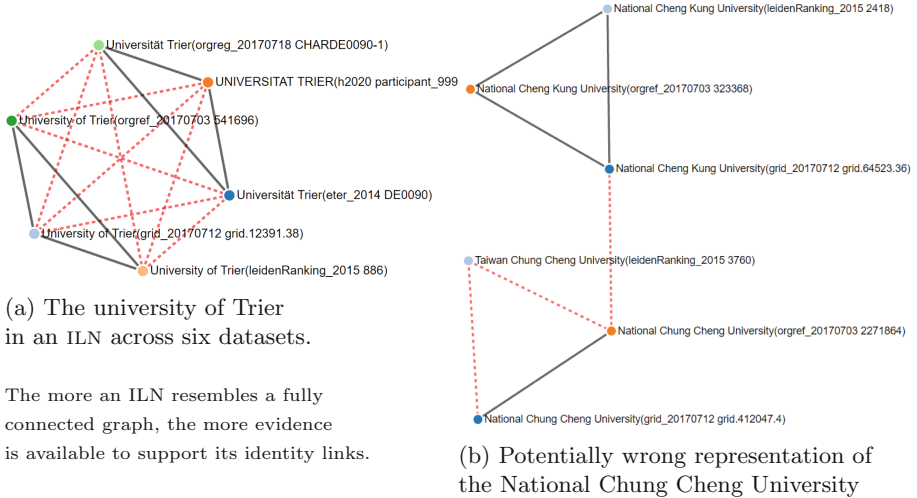 Universität Trier(orgreg_20170718 CHARDE0090-1)
UNIVERSITAT TRIER(h2020 participant_999
University of Trier(orgref_20170703 541696)
Universität Trier(eter_2014 DE0090)
University of Trier(grid_20170712 grid.12391.38)
University of Trier(leidenRanking_2015 886)
(a) The university of Trier
in an ILN across six datasets.
The more an ILN resembles a fully
connected graph, the more evidence
is available to support its identity links.
National Cheng Kung University(leidenRanking_2015 2418)
National Cheng Kung University(orgref_20170703 323368)
National Cheng Kung University(grid_20170712 grid.64523.36)
Taiwan Chung Cheng University(leidenRanking_2015 3760)
National Chung Cheng University(orgref_20170703 2271864)
National Chung Cheng University(grid_20170712 grid.412047.4)
(b) Potentially wrong representation of
the National Chung Cheng University